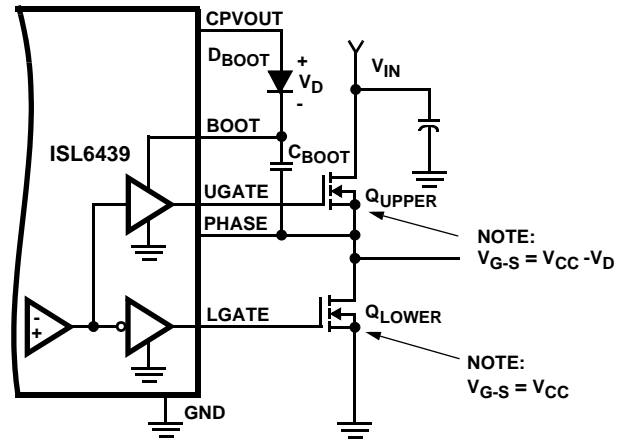 CPVOUT
DBOOT
+
VD
-
VIN
BOOT
ISL6439
CBOOT
UGATE
QUPPER
PHASE
NOTE:
VG-S = VCC -VD
-
+
LGATE
QLOWER
NOTE:
VG-S = VCC
GND